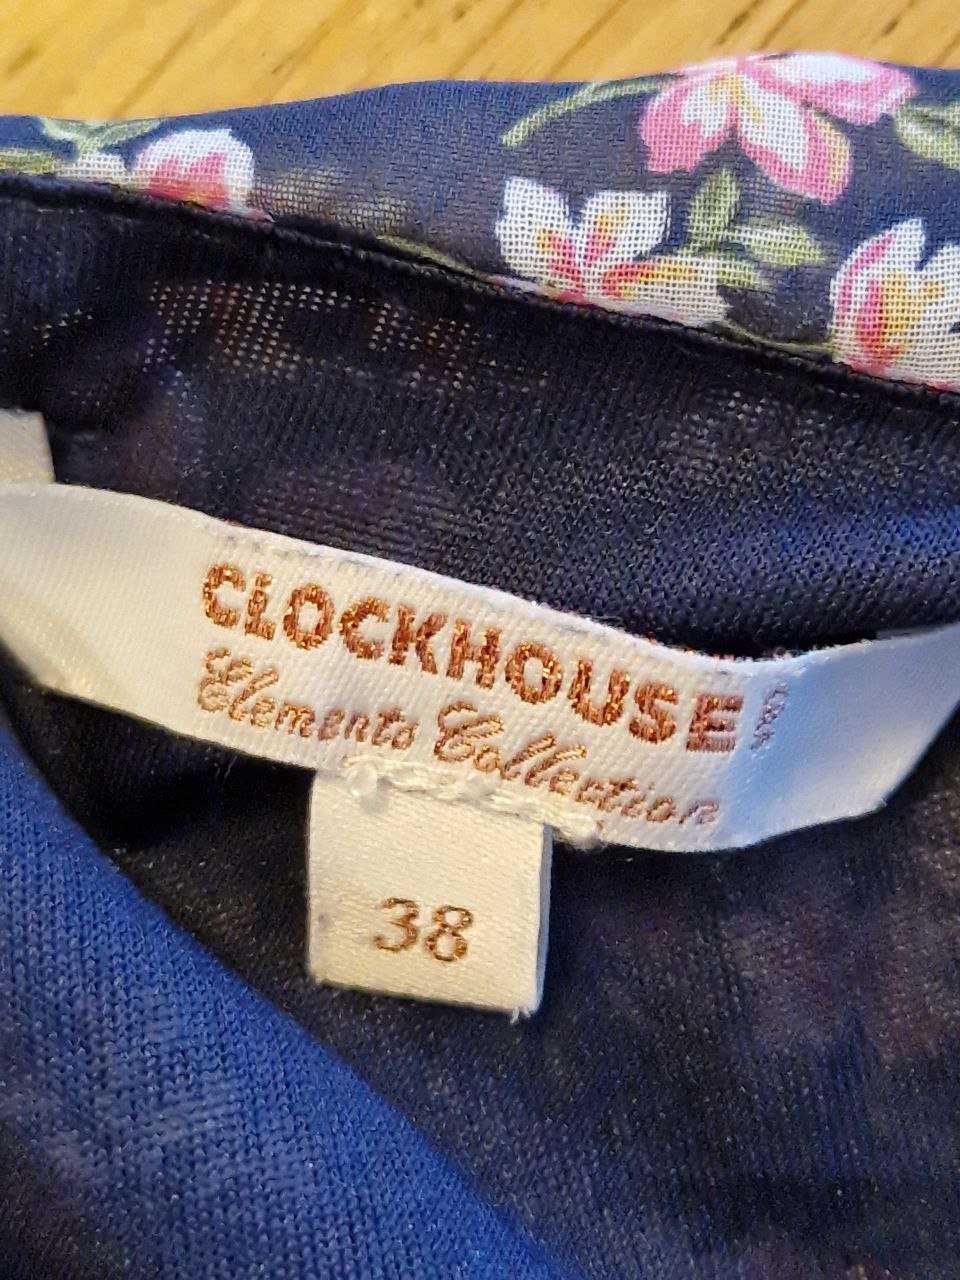 CLOCKHOUSE
C&A
Elements Collection
38